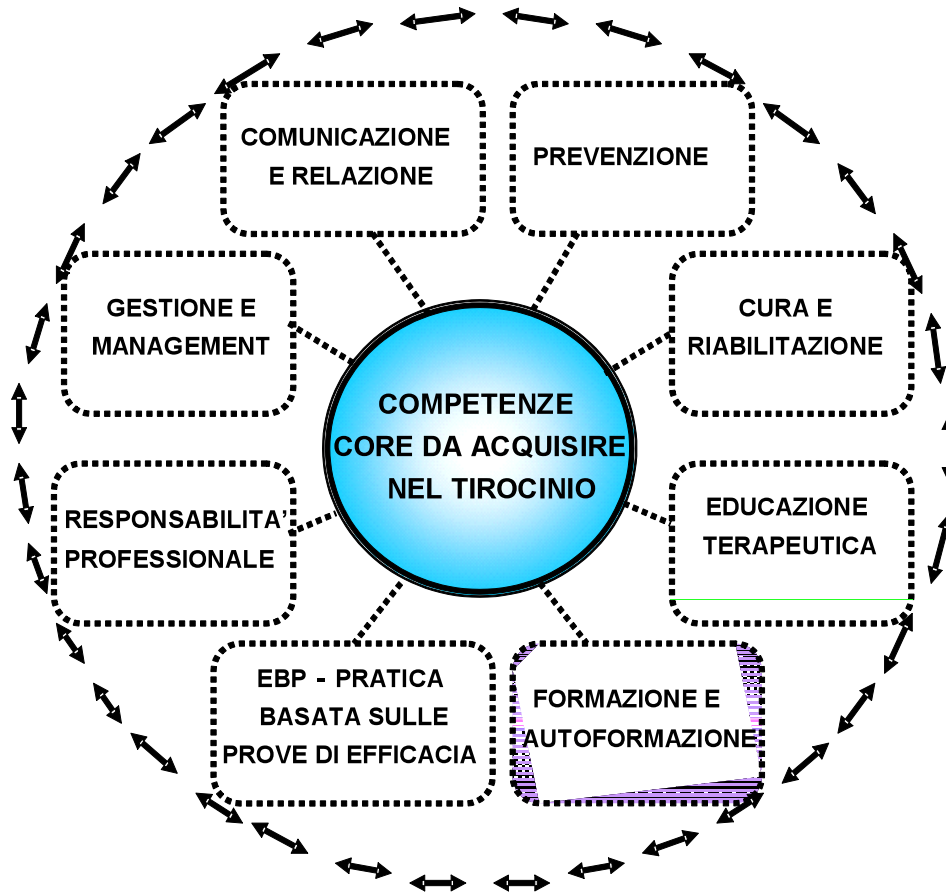 COMUNICAZIONE
E RELAZIONE
PREVENZIONE
GESTIONE E
MANAGEMENT
CURA E
RIABILITAZIONE
COMPETENZE
CORE DA ACQUISIRE
NEL TIROCINIO
RESPONSABILITA'
PROFESSIONALE
EDUCAZIONE
TERAPEUTICA
EBP - PRATICA
BASATA SULLE
PROVE DI EFFICACIA
FORMAZIONE E
AUTOFORMAZIONE